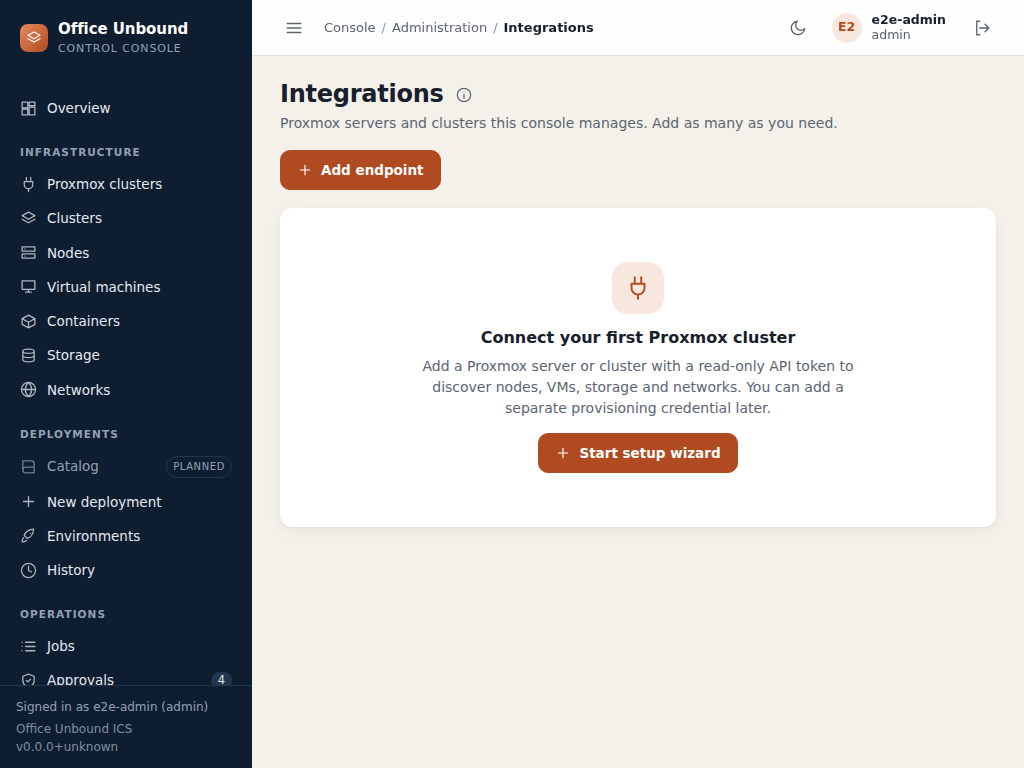 Office Unbound
CONTROL CONSOLE
Overview
INFRASTRUCTURE
Proxmox clusters
Clusters
Nodes
Virtual machines
Containers
Storage
Networks
DEPLOYMENTS
Catalog PLANNED
New deployment
Environments
History
OPERATIONS
Jobs
Approvals 4
Signed in as e2e-admin (admin)
Office Unbound ICS
v0.0.0+unknown
Console / Administration / Integrations
E2 e2e-admin
admin
Integrations
Proxmox servers and clusters this console manages. Add as many as you need.
Add endpoint
Connect your first Proxmox cluster
Add a Proxmox server or cluster with a read-only API token to
discover nodes, VMs, storage and networks. You can add a
separate provisioning credential later.
Start setup wizard